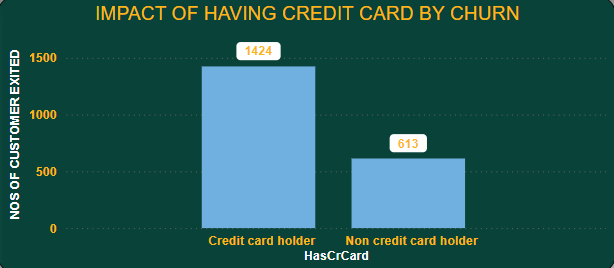 IMPACT OF HAVING CREDIT CARD BY CHURN
NOS OF CUSTOMER EXITED
1500
1000
500
0
1424
613
Credit card holder
Non credit card holder
HasCrCard